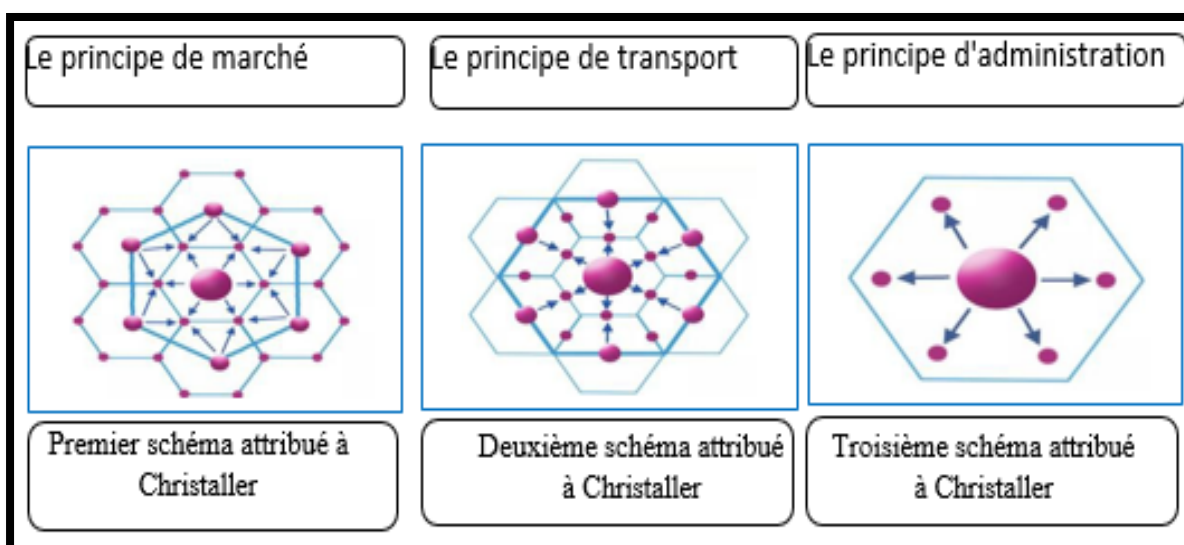 Le principe de marché
Le principe de transport
Le principe d'administration
Premier schéma attribué à
Christaller
Deuxième schéma attribué
à Christaller
Troisième schéma attribué
à Christaller